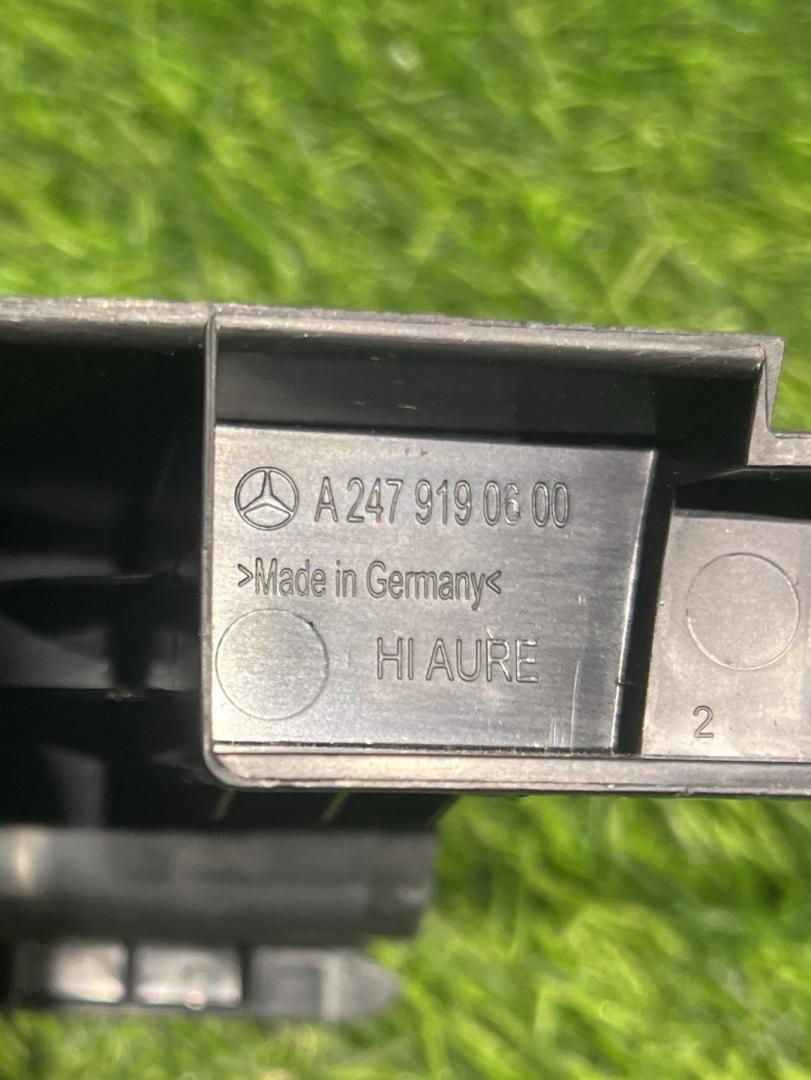 A 247 919 06 00
>Made in Germany<
HI AURE
2